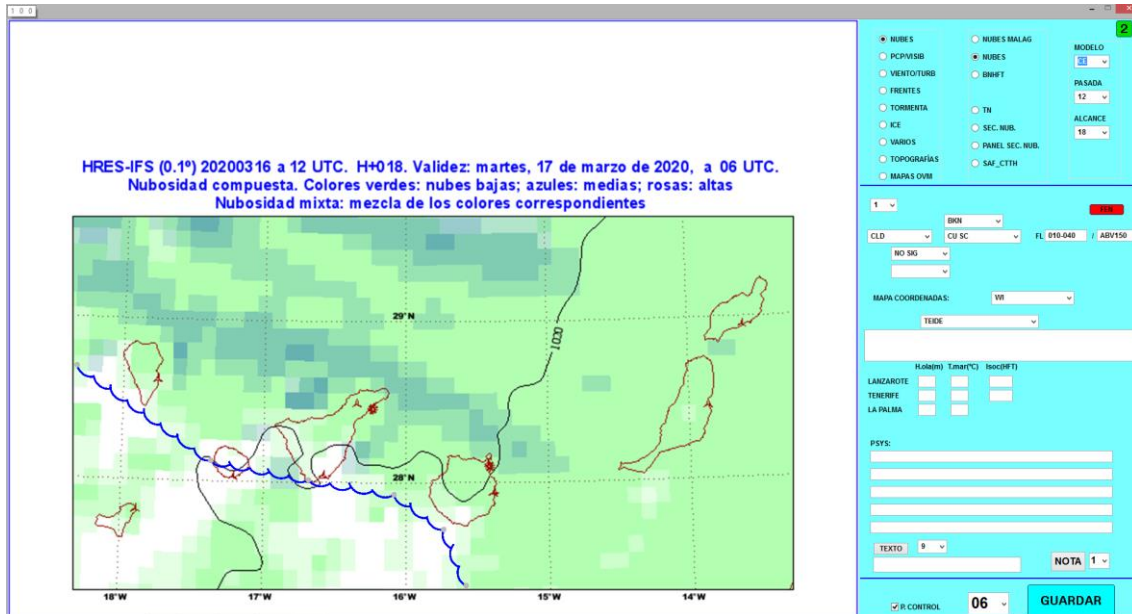 1 0 0
HRES-IFS (0.1º) 20200316 a 12 UTC.  H+018. Validez: martes, 17 de marzo de 2020,  a 06 UTC.
Nubosidad compuesta. Colores verdes: nubes bajas; azules: medias; rosas: altas
Nubosidad mixta: mezcla de los colores correspondientes
29°N
1020
28°N
18°W
17°W
16°W
15°W
14°W
2
NUBES
PCP/VISIB
VIENTO/TURB
FRENTES
TORMENTA
ICE
VARIOS
TOPOGRAFÍAS
MAPAS OVM
NUBES MALAG
NUBES
BNHFT
TN
SEC. NUB.
PANEL SEC. NUB.
SAF_CTTH
MODELO
CE
PASADA
12
ALCANCE
18
1
BKN
CLD
CU SC
FL 010-040 / ABV150
NO SIG
MAPA COORDENADAS:
WI
TEIDE
H.ola(m) T.mar(ºC) Isoc(HFT)
LANZAROTE
TENERIFE
LA PALMA
PSYS:
TEXTO 9
NOTA 1
P. CONTROL 06 GUARDAR